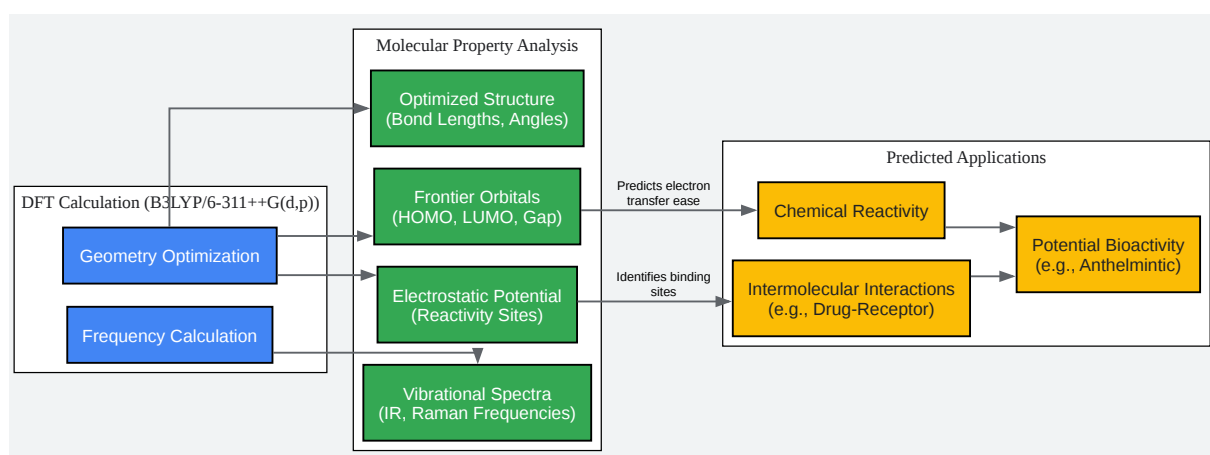 DFT Calculation (B3LYP/6-311++G(d,p))
Geometry Optimization
Frequency Calculation
Molecular Property Analysis
Optimized Structure
(Bond Lengths, Angles)
Frontier Orbitals
(HOMO, LUMO, Gap)
Electrostatic Potential
(Reactivity Sites)
Vibrational Spectra
(IR, Raman Frequencies)
Predicts electron
transfer ease
Identifies binding
sites
Predicted Applications
Chemical Reactivity
Intermolecular Interactions
(e.g., Drug-Receptor)
Potential Bioactivity
(e.g., Anthelmintic)